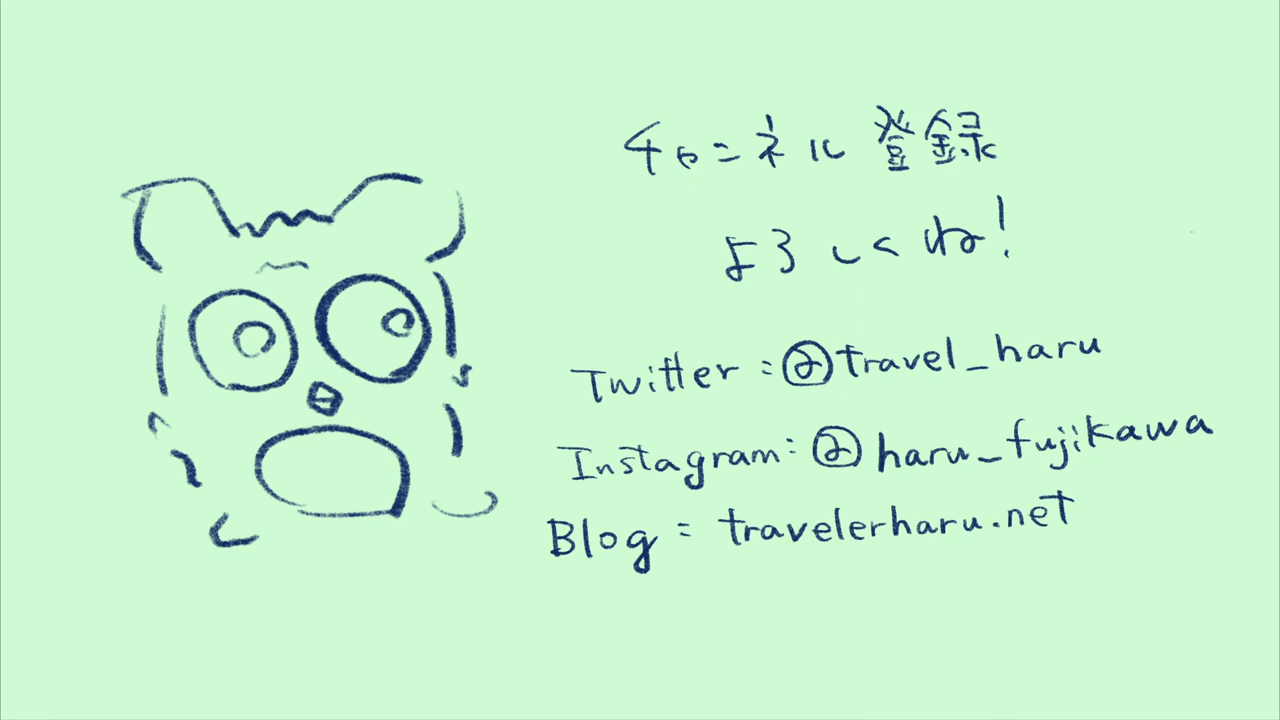 チャンネル登録
よろしくね!
Twitter:@travel_haru
Instagram:@haru_fujikawa
Blog:travelerharu.net